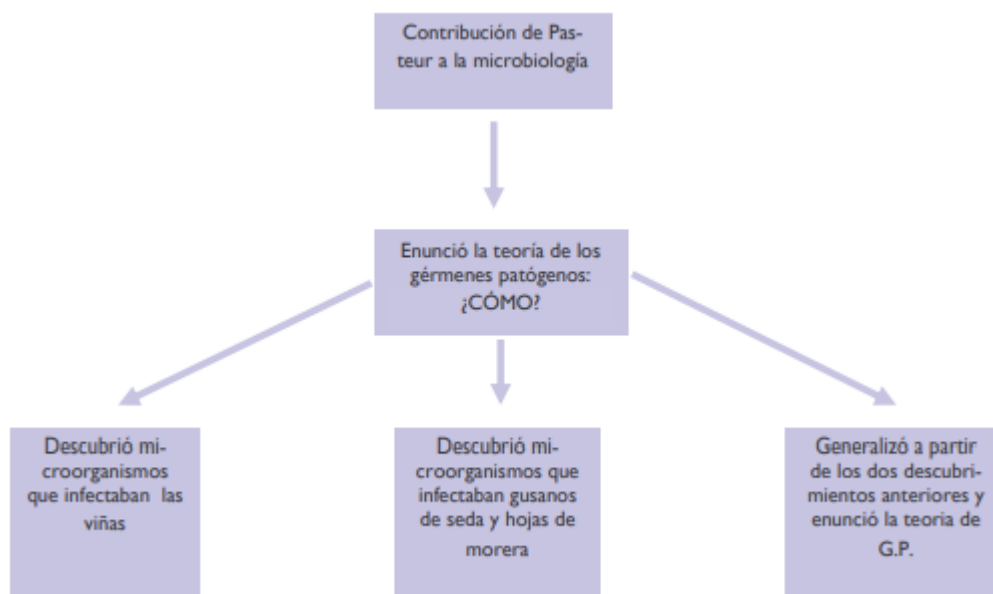 Contribución de Pas-
teur a la microbiología
Enunció la teoría de los
gérmenes patógenos:
¿CÓMO?
Descubrió mi-
croorganismos
que infectaban las
viñas
Descubrió mi-
croorganismos que
infectaban gusanos
de seda y hojas de
morera
Generalizó a partir
de los dos descubri-
mientos anteriores y
enunció la teoria de
G.P.